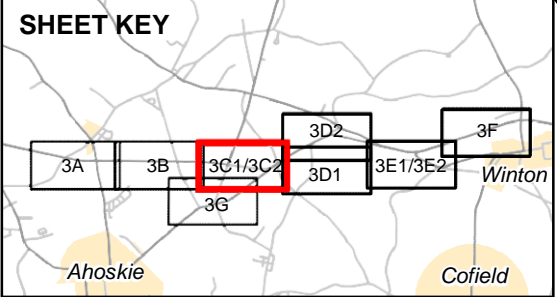 SHEET KEY
3F
3D2
3A
3B
3C1/3C2
3D1
3E1/3E2
Winton
3G
Ahoskie
Cofield